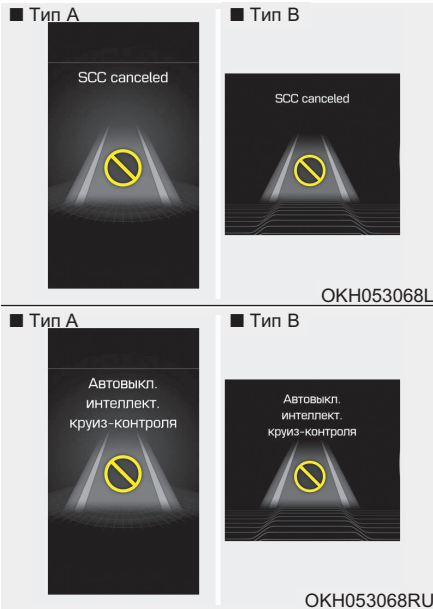 ■ Тип A
■ Тип B
SCC canceled
SCC canceled
OKH053068L
■ Тип A
■ Тип B
Автовыкл.
интеллект.
круиз-контроля
Автовыкл.
интеллект.
круиз-контроля
OKH053068RU